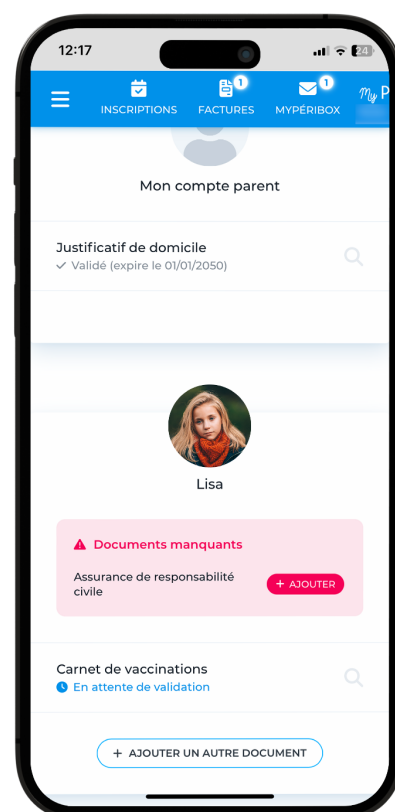 12:17
24
1
1
INSCRIPTIONS FACTURES MYPÉRIBOX My P
Mon compte parent
Justificatif de domicile
Validé (expire le 01/01/2050)
Lisa
Documents manquants
Assurance de responsabilité
civile
+ AJOUTER
Carnet de vaccinations
En attente de validation
+ AJOUTER UN AUTRE DOCUMENT